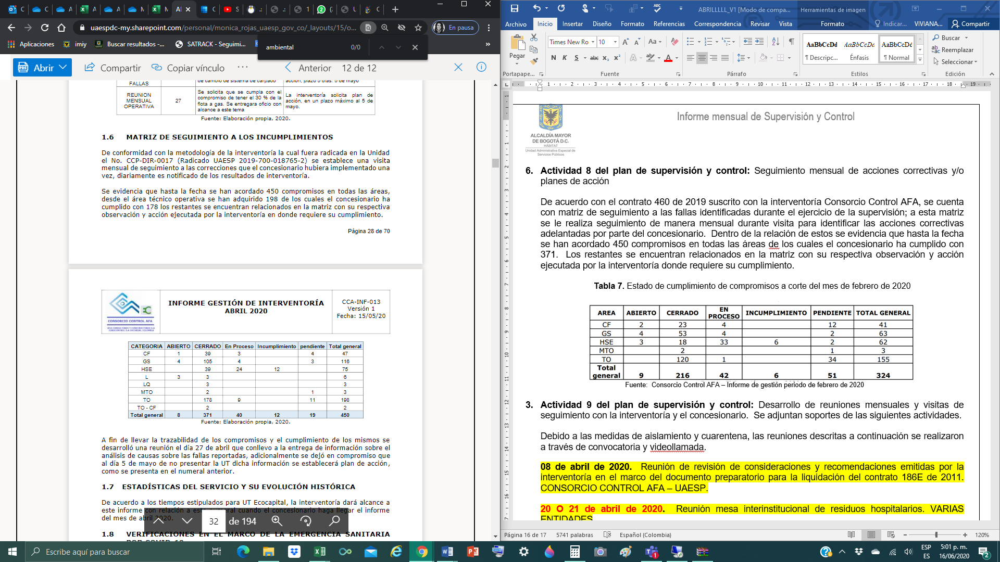 uaespdc-my.sharepoint.com/personal/monica_rojas_uaesp_gov_co/_layouts/15/o...
En pausa
Aplicaciones
imiy
Buscar resultados -...
SATRACK - Seguimi...
ambiental
0/0
Abrir
Compartir
Copiar vínculo
Anterior
12 de 12
FALLAS
de cambio de sistema de carpado
acción, plazo 5 días. 5 de mayo
REUNION
MENSUAL
OPERATIVA
27
Se solicita que se cumpla con el
compromiso de tener el 30 % de la
flota a gas. Se entregara oficio con
alcance a este tema
La interventoría solicita plan de
acción, en un plazo máximo al 5 de
mayo.
Fuente: Elaboración propia, 2020.
1.6 MATRIZ DE SEGUIMIENTO A LOS INCUMPLIMIENTOS
De conformidad con la metodología de la interventoría la cual fuera radicada en la Unidad
el No. CCP-DIR-0017 (Radicado UAESP 2019-700-018765-2) se establece una visita
mensual de seguimiento a las correcciones que el concesionario hubiera implementado una
vez, diariamente es notificado de los resultados de interventoría.
Se evidencia que hasta la fecha se han acordado 450 compromisos en todas las áreas,
desde el área técnico operativa se han adquirido 198 de los cuales el concesionario ha
cumplido con 178 los restantes se encuentran relacionados en la matriz con su respectiva
observación y acción ejecutada por la interventoría en donde requiere su cumplimiento.
Página 28 de 70
CONSORCIO CONTROL AFA
AFA CONSULTORES Y CONSTRUCTORES S.A
EUROCONTROL S.A SUCURSAL COLOMBIA
INFORME GESTIÓN DE INTERVENTORÍA
ABRIL 2020
CCA-INF-013
Versión 1
Fecha: 15/05/20
CATEGORIA ABIERTO CERRADO En Proceso Incumplimiento pendiente Total general
CF 1 39 3 4 47
GS 4 105 4 3 116
HSE 39 24 12 75
L 3 3 6
LQ 3 3
MTO 2 1 3
TO 178 9 11 198
TO - CF 2 2
Total general 8 371 40 12 19 450
Fuente: Elaboración propia, 2020.
A fin de llevar la trazabilidad de los compromisos y el cumplimiento de los mismos se
desarrolló una reunión el día 27 de abril que conllevo a la entrega de información sobre el
análisis de causas sobre las fallas reportadas, adicionalmente se dejó en compromiso que
al día 5 de mayo de no presentar la UT dicha información se establecerá plan de acción,
como se presenta en el numeral anterior.
1.7 ESTADÍSTICAS DEL SERVICIO Y SU EVOLUCIÓN HISTÓRICA
De acuerdo a los tiempos estipulados para UT Ecocapital, la interventoría dará alcance a
este informe con relación a este numeral cuando el concesionario haga llegar el informe
del mes de abril 2020.
32 de 194
1.8 VERIFICACIONES EN EL MARCO DE LA EMERGENCIA SANITARIA
POR COVID-19
ABRILLLLL_V1 [Modo de compa...
Herramientas de imagen
Archivo Inicio Insertar Diseño Formato Referencias Correspondencia Revisar Vista Formato Indicar... VIVIANA... Compartir
Pegar
Times New Ro 10
N K S abc x₂ x²
AaBbCcDd AaBbCcDc AaBbCcDc
¶ Descripc... Énfasis ¶ Normal
Buscar
Reemplazar
Seleccionar
Portapape... Fuente Párrafo Estilos Edición
1 2 3 4 5 6 7 8 9 10 11 12 13 14 15 16 17 18 19
ALCALDÍA MAYOR
DE BOGOTÁ D.C.
HÁBITAT
Unidad Administrativa Especial de
Servicios Públicos
Informe mensual de Supervisión y Control
6. Actividad 8 del plan de supervisión y control: Seguimiento mensual de acciones correctivas y/o
planes de acción
De acuerdo con el contrato 460 de 2019 suscrito con la interventoría Consorcio Control AFA, se cuenta
con matriz de seguimiento a las fallas identificadas durante el ejercicio de la supervisión; a esta matriz
se le realiza seguimiento de manera mensual durante visita para identificar las acciones correctivas
adelantadas por parte del concesionario. Dentro de la relación de estos se evidencia que hasta la fecha
se han acordado 450 compromisos en todas las áreas de los cuales el concesionario ha cumplido con
371. Los restantes se encuentran relacionados en la matriz con su respectiva observación y acción
ejecutada por la interventoría donde requiere su cumplimiento.
Tabla 7. Estado de cumplimiento de compromisos a corte del mes de febrero de 2020
AREA ABIERTO CERRADO EN PROCESO INCUMPLIMIENTO PENDIENTE TOTAL GENERAL
CF 2 23 4 12 41
GS 4 53 4 2 63
HSE 3 18 33 6 2 62
MTO 2 1 3
TO 120 1 34 155
Total general 9 216 42 6 51 324
Fuente: Consorcio Control AFA – Informe de gestión periodo de febrero de 2020
3. Actividad 9 del plan de supervisión y control: Desarrollo de reuniones mensuales y visitas de
seguimiento con la interventoría y el concesionario. Se adjuntan soportes de las siguientes actividades.
Debido a las medidas de aislamiento y cuarentena, las reuniones descritas a continuación se realizaron
a través de convocatoria y videollamada.
08 de abril de 2020. Reunión de revisión de consideraciones y recomendaciones emitidas por la
interventoría en el marco del documento preparatorio para la liquidación del contrato 186E de 2011.
CONSORCIO CONTROL AFA – UAESP.
20 O 21 de abril de 2020. Reunión mesa interinstitucional de residuos hospitalarios. VARIAS
ENTIDADES
Página 16 de 17 5741 palabras Español (Colombia) 120%
Escribe aquí para buscar
ESP
ES
5:01 p. m.
16/06/2020
2